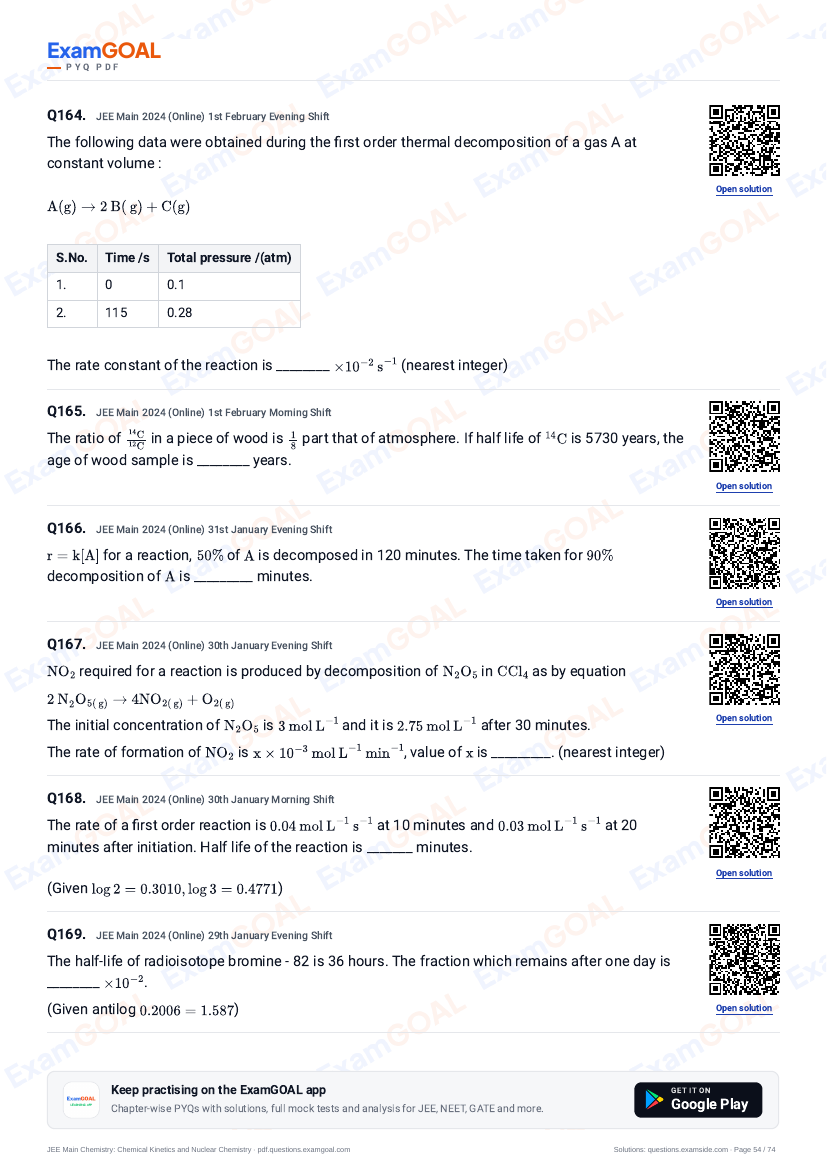 ExamGOAL
PYQ PDF
Q164. JEE Main 2024 (Online) 1st February Evening Shift
The following data were obtained during the first order thermal decomposition of a gas A at
constant volume :
A(g) → 2 B( g) + C(g)
S.No. Time /s Total pressure /(atm)
1. 0 0.1
2. 115 0.28
The rate constant of the reaction is ________ ×10⁻² s⁻¹ (nearest integer)
Open solution
Q165. JEE Main 2024 (Online) 1st February Morning Shift
The ratio of ¹⁴C/¹²C in a piece of wood is 1/8 part that of atmosphere. If half life of ¹⁴C is 5730 years, the
age of wood sample is ________ years.
Open solution
Q166. JEE Main 2024 (Online) 31st January Evening Shift
r = k[A] for a reaction, 50% of A is decomposed in 120 minutes. The time taken for 90%
decomposition of A is _________ minutes.
Open solution
Q167. JEE Main 2024 (Online) 30th January Evening Shift
NO₂ required for a reaction is produced by decomposition of N₂O₅ in CCl₄ as by equation
2 N₂O₅₍ g₎ → 4NO₂₍ g₎ + O₂₍ g₎
The initial concentration of N₂O₅ is 3 mol L⁻¹ and it is 2.75 mol L⁻¹ after 30 minutes.
The rate of formation of NO₂ is x × 10⁻³ mol L⁻¹ min⁻¹, value of x is _________. (nearest integer)
Open solution
Q168. JEE Main 2024 (Online) 30th January Morning Shift
The rate of a first order reaction is 0.04 mol L⁻¹ s⁻¹ at 10 minutes and 0.03 mol L⁻¹ s⁻¹ at 20
minutes after initiation. Half life of the reaction is _______ minutes.
(Given log 2 = 0.3010, log 3 = 0.4771)
Open solution
Q169. JEE Main 2024 (Online) 29th January Evening Shift
The half-life of radioisotope bromine - 82 is 36 hours. The fraction which remains after one day is
________ ×10⁻².
(Given antilog 0.2006 = 1.587)
Open solution
Keep practising on the ExamGOAL app
Chapter-wise PYQs with solutions, full mock tests and analysis for JEE, NEET, GATE and more.
GET IT ON
Google Play
JEE Main Chemistry: Chemical Kinetics and Nuclear Chemistry · pdf.questions.examgoal.com
Solutions: questions.examside.com · Page 54 / 74